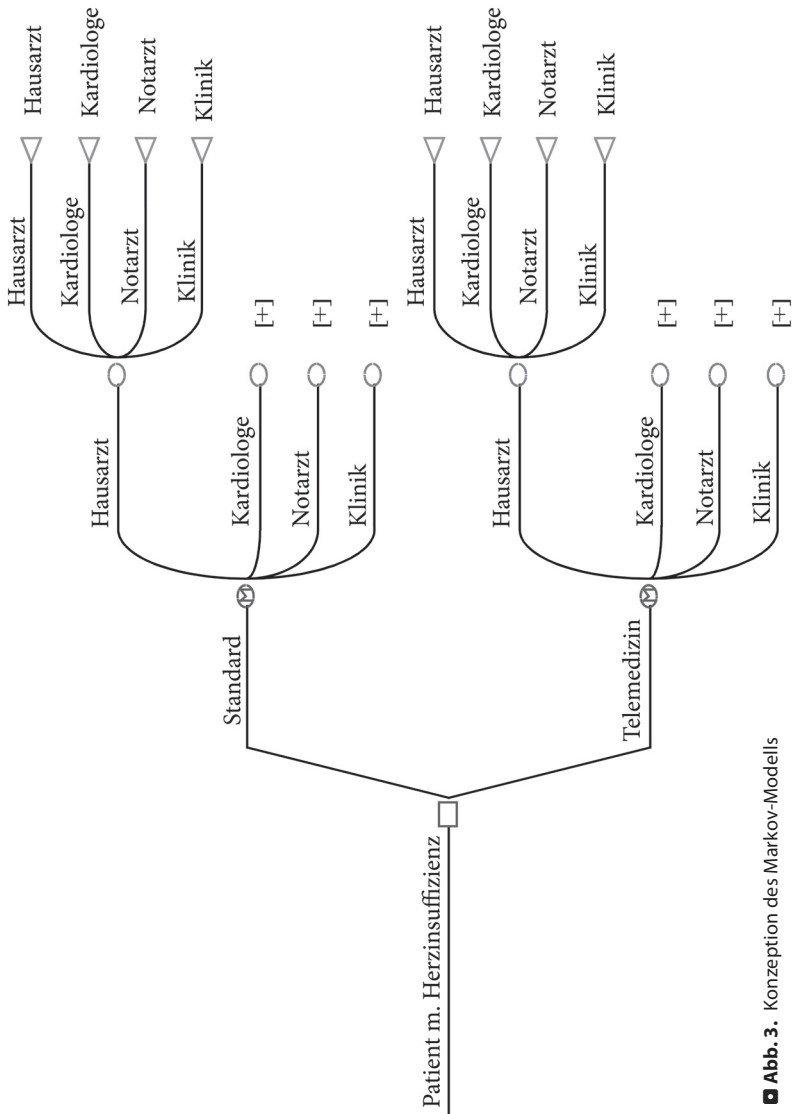 Patient m. Herzinsuffizienz
Standard
Hausarzt
Hausarzt
Hausarzt
Kardiologe
Kardiologe
Notarzt
Notarzt
Klinik
Klinik
Kardiologe
[+]
Notarzt
[+]
Klinik
[+]
Telemedizin
M
M
Hausarzt
Hausarzt
Hausarzt
Kardiologe
Kardiologe
Notarzt
Notarzt
Klinik
Klinik
Kardiologe
[+]
Notarzt
[+]
Klinik
[+]
Abb. 3. Konzeption des Markov-Modells